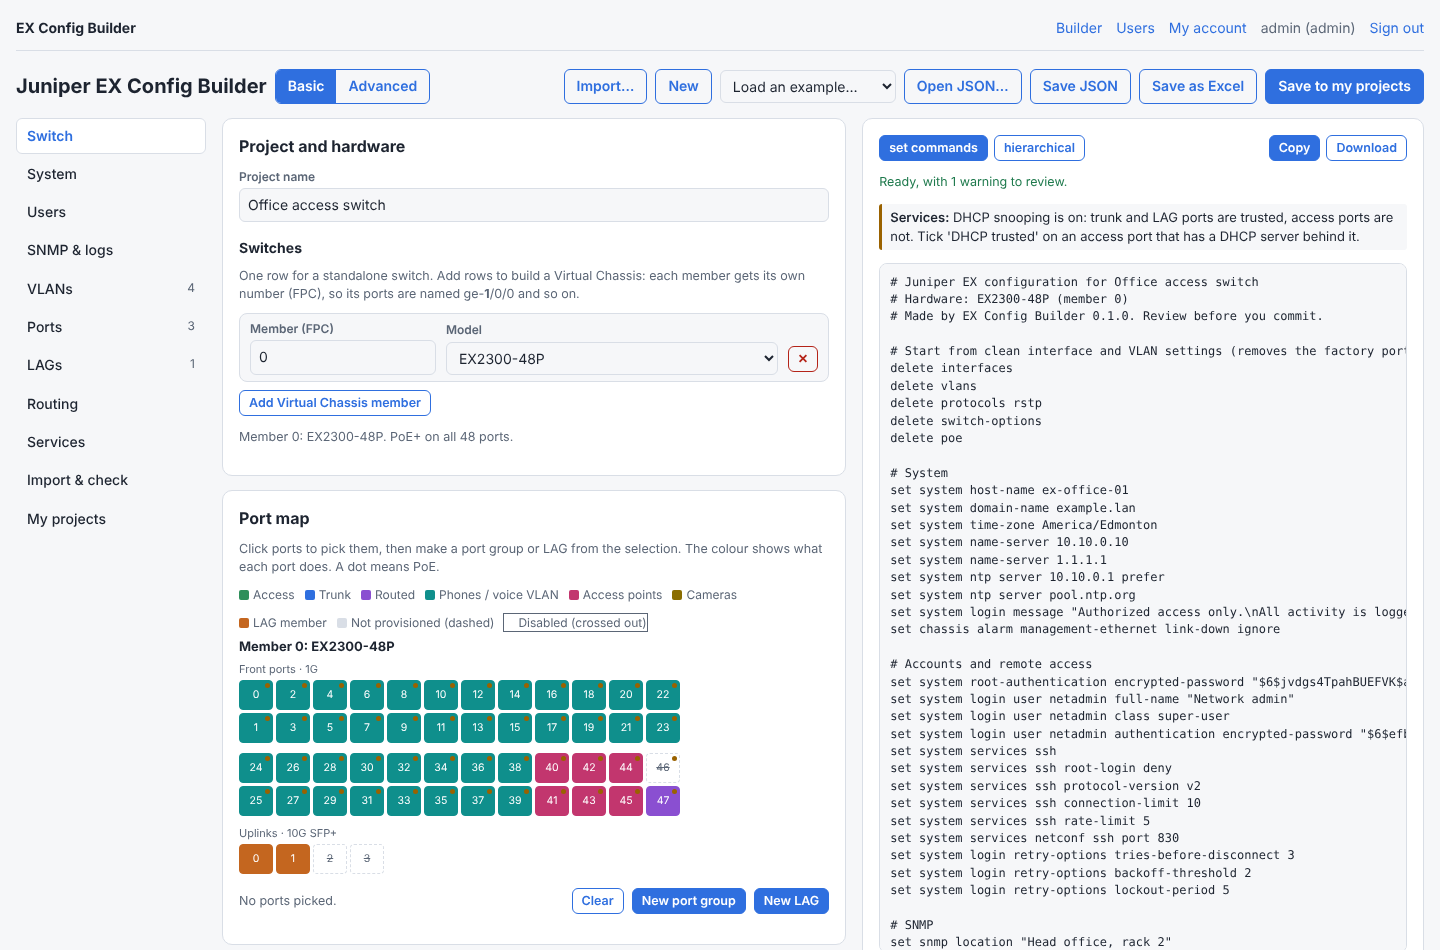 EX Config Builder
Builder Users My account admin (admin) Sign out
Juniper EX Config Builder
Basic Advanced
Import... New Load an example... Open JSON... Save JSON Save as Excel Save to my projects
Switch
System
Users
SNMP & logs
VLANs 4
Ports 3
LAGs 1
Routing
Services
Import & check
My projects
Project and hardware
Project name
Office access switch
Switches
One row for a standalone switch. Add rows to build a Virtual Chassis: each member gets its own
number (FPC), so its ports are named ge-1/0/0 and so on.
Member (FPC) Model
0 EX2300-48P ×
Add Virtual Chassis member
Member 0: EX2300-48P. PoE+ on all 48 ports.
Port map
Click ports to pick them, then make a port group or LAG from the selection. The colour shows what
each port does. A dot means PoE.
Access Trunk Routed Phones / voice VLAN Access points Cameras
LAG member Not provisioned (dashed) Disabled (crossed out)
Member 0: EX2300-48P
Front ports · 1G
0 2 4 6 8 10 12 14 16 18 20 22
1 3 5 7 9 11 13 15 17 19 21 23
24 26 28 30 32 34 36 38 40 42 44 46
25 27 29 31 33 35 37 39 41 43 45 47
Uplinks · 10G SFP+
0 1 2 3
No ports picked.
Clear New port group New LAG
set commands hierarchical Copy Download
Ready, with 1 warning to review.
Services: DHCP snooping is on: trunk and LAG ports are trusted, access ports are
not. Tick 'DHCP trusted' on an access port that has a DHCP server behind it.
# Juniper EX configuration for Office access switch
# Hardware: EX2300-48P (member 0)
# Made by EX Config Builder 0.1.0. Review before you commit.
# Start from clean interface and VLAN settings (removes the factory port
delete interfaces
delete vlans
delete protocols rstp
delete switch-options
delete poe
# System
set system host-name ex-office-01
set system domain-name example.lan
set system time-zone America/Edmonton
set system name-server 10.10.0.10
set system name-server 1.1.1.1
set system ntp server 10.10.0.1 prefer
set system ntp server pool.ntp.org
set system login message "Authorized access only.\nAll activity is logge
set chassis alarm management-ethernet link-down ignore
# Accounts and remote access
set system root-authentication encrypted-password "$6$jvdgs4TpahBUEFVK$
set system login user netadmin full-name "Network admin"
set system login user netadmin class super-user
set system login user netadmin authentication encrypted-password "$6$ef
set system services ssh
set system services ssh root-login deny
set system services ssh protocol-version v2
set system services ssh connection-limit 10
set system services ssh rate-limit 5
set system services netconf ssh port 830
set system login retry-options tries-before-disconnect 3
set system login retry-options backoff-threshold 2
set system login retry-options lockout-period 5
# SNMP
set snmp location "Head office, rack 2"